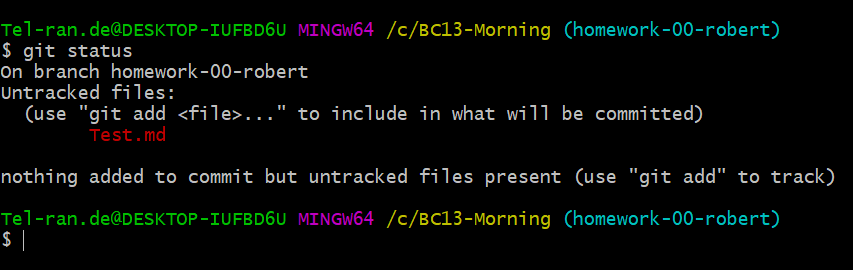 Tel-ran.de@DESKTOP-IUFBD6U MINGW64 /c/BC13-Morning (homework-00-robert)
$ git status
On branch homework-00-robert
Untracked files:
  (use "git add <file>..." to include in what will be committed)
        Test.md

nothing added to commit but untracked files present (use "git add" to track)

Tel-ran.de@DESKTOP-IUFBD6U MINGW64 /c/BC13-Morning (homework-00-robert)
$